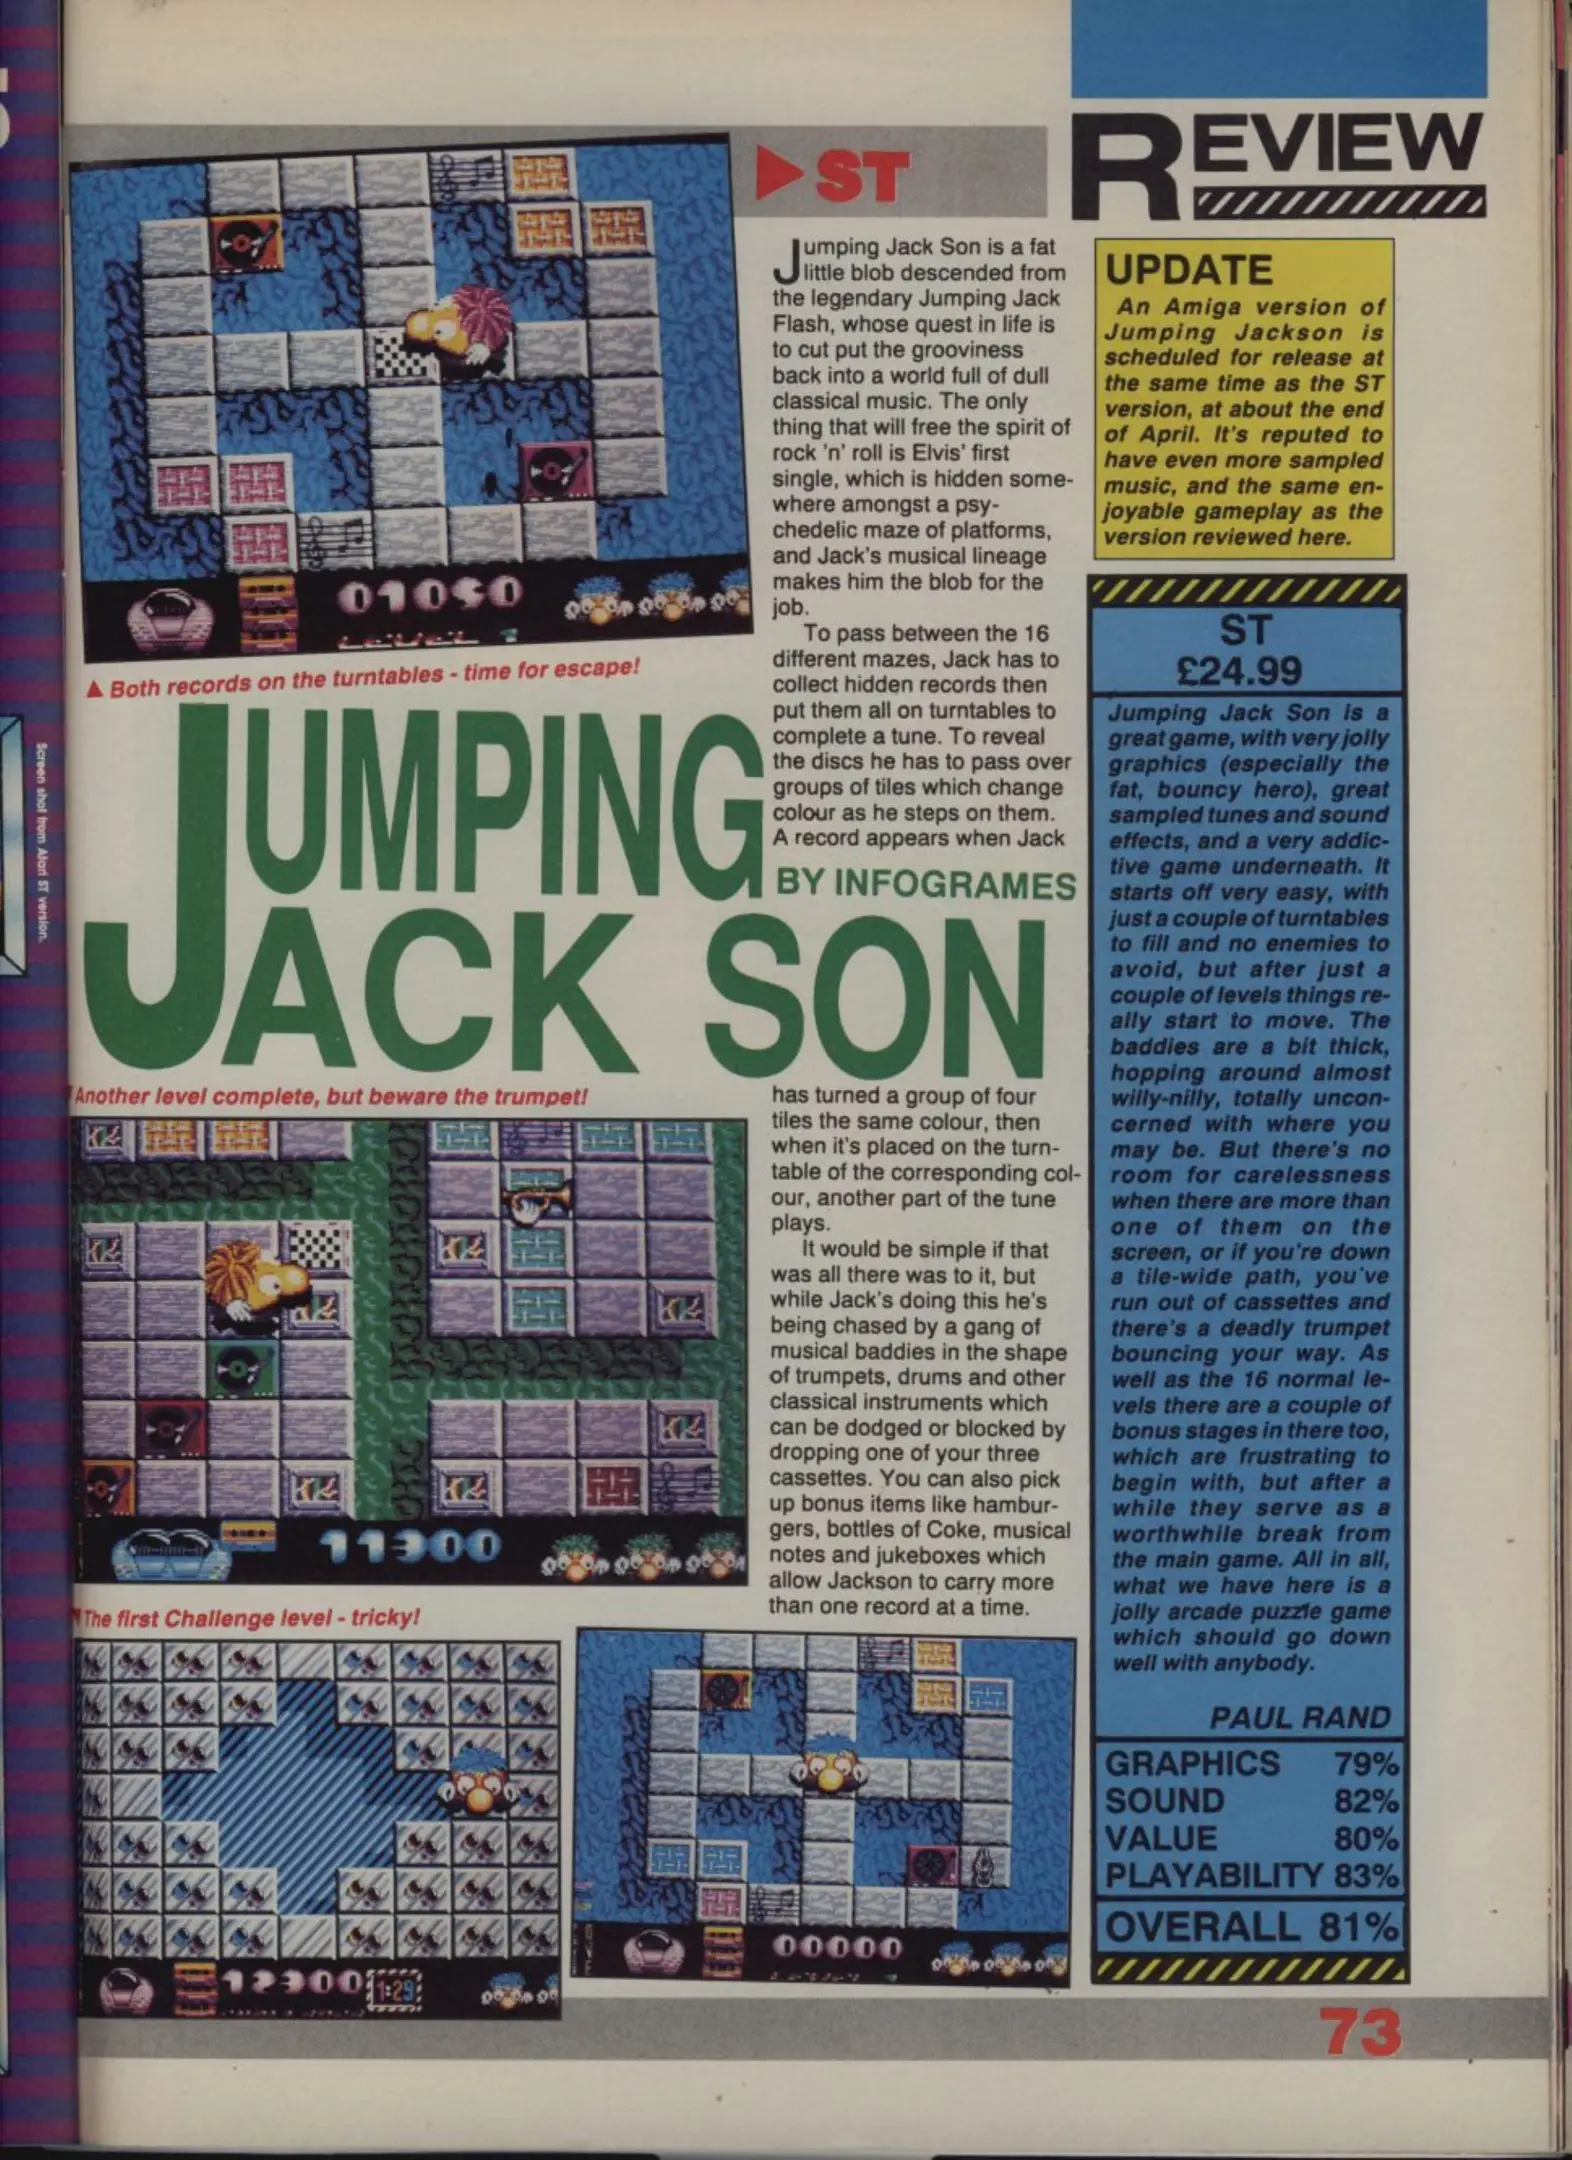 REVIEW
ST
Jumping Jack Son is a fat
little blob descended from
the legendary Jumping Jack
Flash, whose quest in life is
to cut put the grooviness
back into a world full of dull
classical music. The only
thing that will free the spirit of
rock 'n' roll is Elvis' first
single, which is hidden some-
where amongst a psy-
chedelic maze of platforms,
and Jack's musical lineage
makes him the blob for the
job.
To pass between the 16
different mazes, Jack has to
collect hidden records then
put them all on turntables to
complete a tune. To reveal
the discs he has to pass over
groups of tiles which change
colour as he steps on them.
A record appears when Jack
01050
LEVEL 1
▲ Both records on the turntables - time for escape!
JUMPING
JACK SON
BY INFOGRAMES
Screen shot from Atari ST version.
Another level complete, but beware the trumpet!
has turned a group of four
tiles the same colour, then
when it's placed on the turn-
table of the corresponding col-
our, another part of the tune
plays.
It would be simple if that
was all there was to it, but
while Jack's doing this he's
being chased by a gang of
musical baddies in the shape
of trumpets, drums and other
classical instruments which
can be dodged or blocked by
dropping one of your three
cassettes. You can also pick
up bonus items like hambur-
gers, bottles of Coke, musical
notes and jukeboxes which
allow Jackson to carry more
than one record at a time.
11300
The first Challenge level - tricky!
12300
1:29
00000
UPDATE
An Amiga version of
Jumping Jackson is
scheduled for release at
the same time as the ST
version, at about the end
of April. It's reputed to
have even more sampled
music, and the same en-
joyable gameplay as the
version reviewed here.
ST
£24.99
Jumping Jack Son is a
great game, with very jolly
graphics (especially the
fat, bouncy hero), great
sampled tunes and sound
effects, and a very addic-
tive game underneath. It
starts off very easy, with
just a couple of turntables
to fill and no enemies to
avoid, but after just a
couple of levels things re-
ally start to move. The
baddies are a bit thick,
hopping around almost
willy-nilly, totally uncon-
cerned with where you
may be. But there's no
room for carelessness
when there are more than
one of them on the
screen, or if you're down
a tile-wide path, you've
run out of cassettes and
there's a deadly trumpet
bouncing your way. As
well as the 16 normal le-
vels there are a couple of
bonus stages in there too,
which are frustrating to
begin with, but after a
while they serve as a
worthwhile break from
the main game. All in all,
what we have here is a
jolly arcade puzzle game
which should go down
well with anybody.
PAUL RAND
GRAPHICS 79%
SOUND 82%
VALUE 80%
PLAYABILITY 83%
OVERALL 81%
73